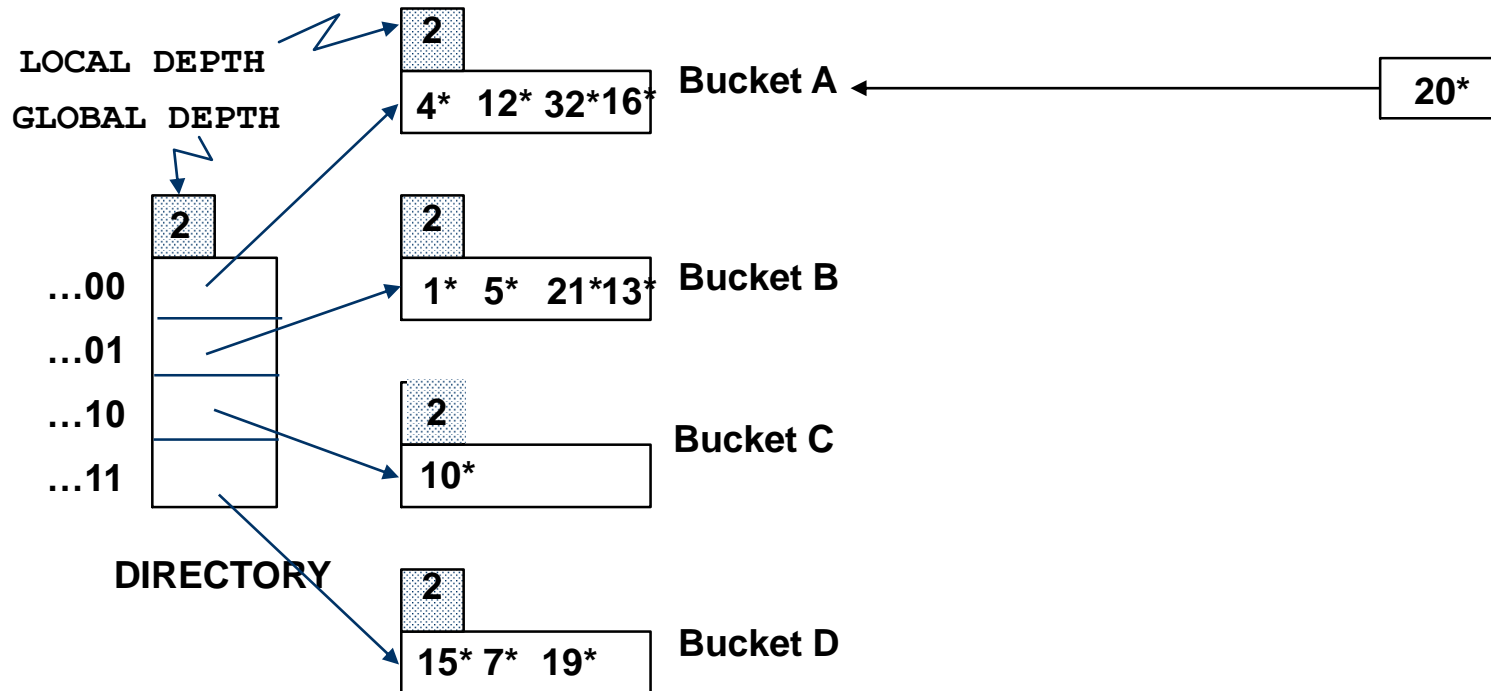 LOCAL DEPTH
GLOBAL DEPTH
2
4* 12* 32* 16*
Bucket A
20*
2
…00
…01
…10
…11
DIRECTORY
2
1* 5* 21* 13*
Bucket B
2
10*
Bucket C
2
15* 7* 19*
Bucket D